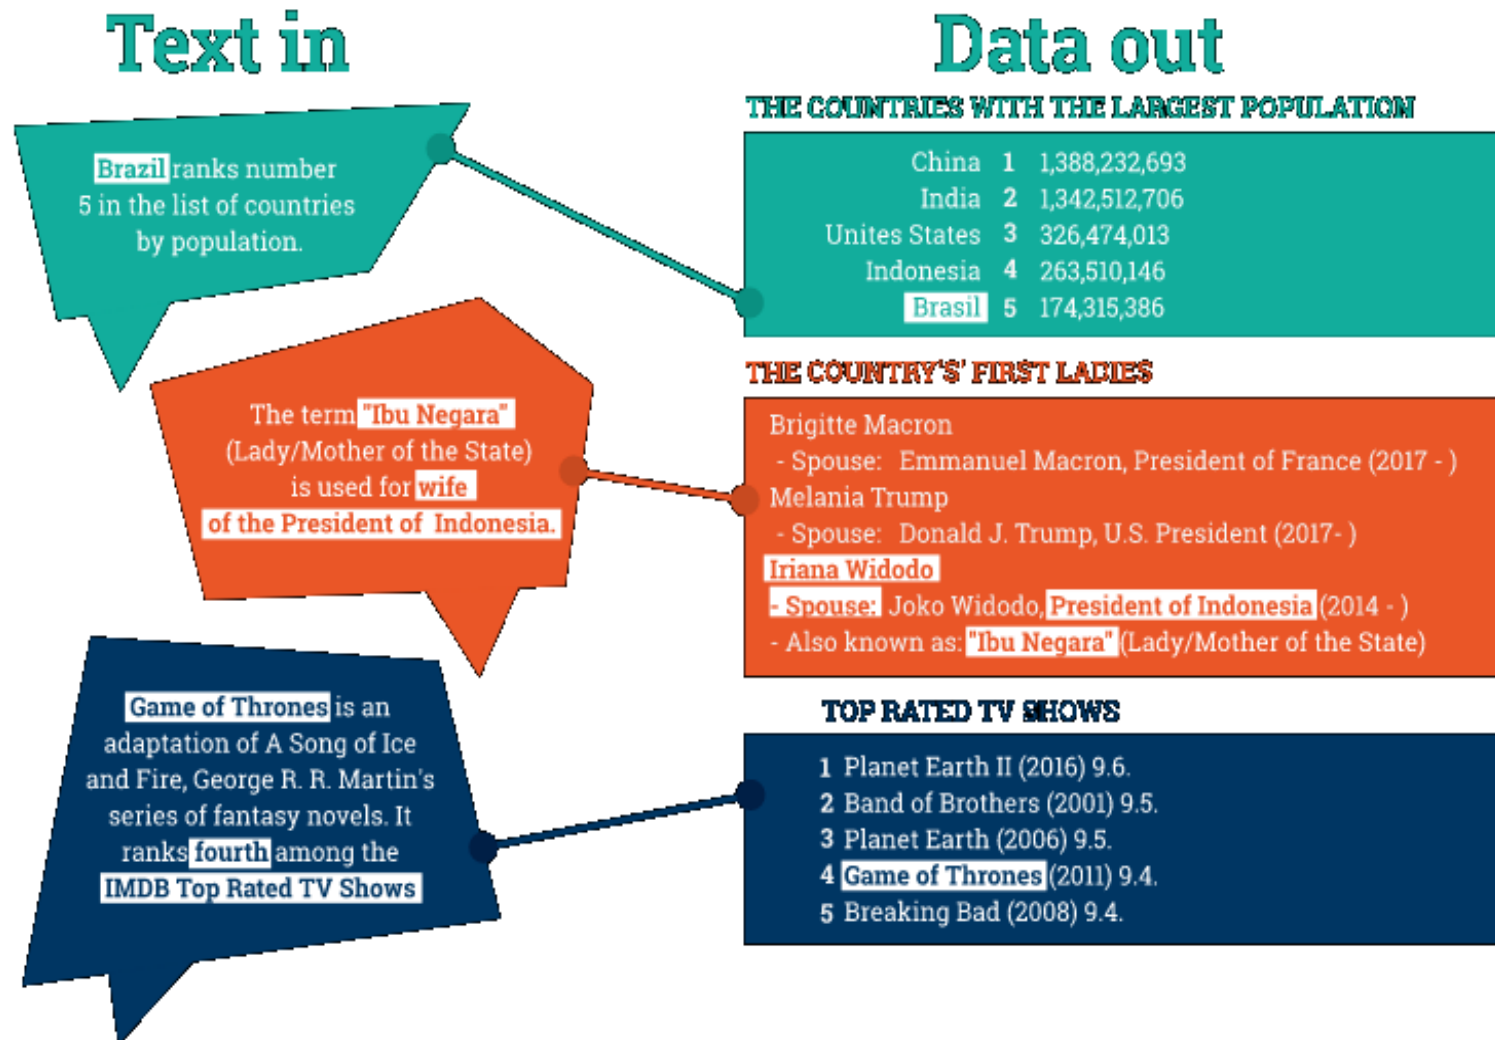 Text in
Brazil ranks number
5 in the list of countries
by population.
The term "Ibu Negara"
(Lady/Mother of the State)
is used for wife
of the President of Indonesia.
Game of Thrones is an
adaptation of A Song of Ice
and Fire, George R. R. Martin's
series of fantasy novels. It
ranks fourth among the
IMDB Top Rated TV Shows
Data out
THE COUNTRIES WITH THE LARGEST POPULATION
China 1 1,388,232,693
India 2 1,342,512,706
Unites States 3 326,474,013
Indonesia 4 263,510,146
Brasil 5 174,315,386
THE COUNTRY'S' FIRST LADIES
Brigitte Macron
- Spouse: Emmanuel Macron, President of France (2017 - )
Melania Trump
- Spouse: Donald J. Trump, U.S. President (2017- )
Iriana Widodo
- Spouse: Joko Widodo, President of Indonesia (2014 - )
- Also known as: "Ibu Negara" (Lady/Mother of the State)
TOP RATED TV SHOWS
1 Planet Earth II (2016) 9.6.
2 Band of Brothers (2001) 9.5.
3 Planet Earth (2006) 9.5.
4 Game of Thrones (2011) 9.4.
5 Breaking Bad (2008) 9.4.